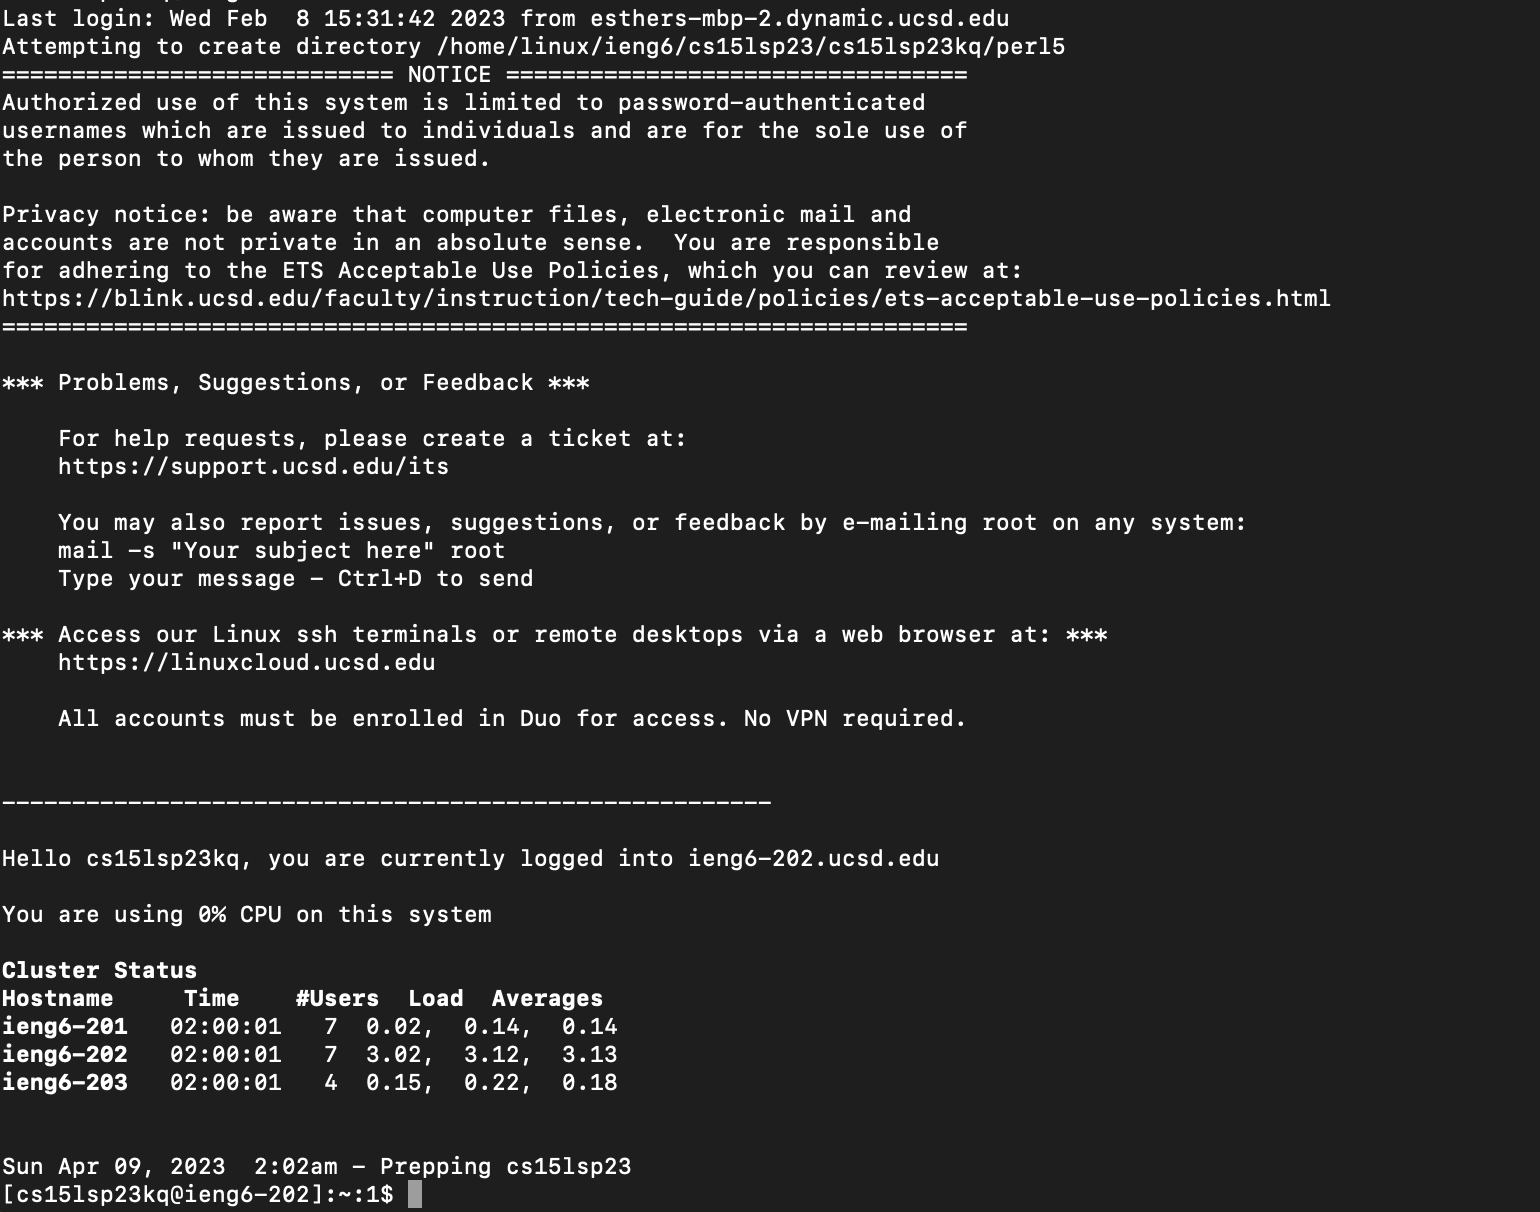 Last login: Wed Feb  8 15:31:42 2023 from esthers-mbp-2.dynamic.ucsd.edu
Attempting to create directory /home/linux/ieng6/cs15lsp23/cs15lsp23kq/perl5
============================ NOTICE =================================
Authorized use of this system is limited to password-authenticated
usernames which are issued to individuals and are for the sole use of
the person to whom they are issued.

Privacy notice: be aware that computer files, electronic mail and
accounts are not private in an absolute sense.  You are responsible
for adhering to the ETS Acceptable Use Policies, which you can review at:
https://blink.ucsd.edu/faculty/instruction/tech-guide/policies/ets-acceptable-use-policies.html
=====================================================================

*** Problems, Suggestions, or Feedback ***

    For help requests, please create a ticket at:
    https://support.ucsd.edu/its

    You may also report issues, suggestions, or feedback by e-mailing root on any system:
    mail -s "Your subject here" root
    Type your message - Ctrl+D to send

*** Access our Linux ssh terminals or remote desktops via a web browser at: ***
    https://linuxcloud.ucsd.edu

    All accounts must be enrolled in Duo for access. No VPN required.


-------------------------------------------------------

Hello cs15lsp23kq, you are currently logged into ieng6-202.ucsd.edu

You are using 0% CPU on this system

Cluster Status
Hostname     Time    #Users  Load  Averages
ieng6-201   02:00:01   7  0.02,  0.14,  0.14
ieng6-202   02:00:01   7  3.02,  3.12,  3.13
ieng6-203   02:00:01   4  0.15,  0.22,  0.18


Sun Apr 09, 2023  2:02am - Prepping cs15lsp23
[cs15lsp23kq@ieng6-202]:~:1$